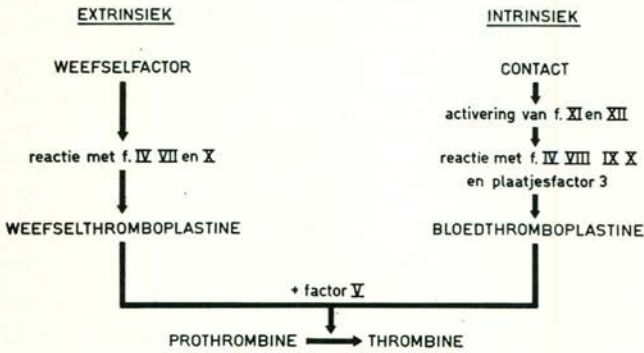 EXTRINSIEK
WEEFSELFACTOR
reactie met f. IV VII en X
WEEFSELTHROMBOPLASTINE
INTRINSIEK
CONTACT
activering van f. XI en XII
reactie met f. IV VIII IX X
en plaatjesfactor 3
BLOEDTHROMBOPLASTINE
+ factor V
PROTHROMBINE THROMBINE